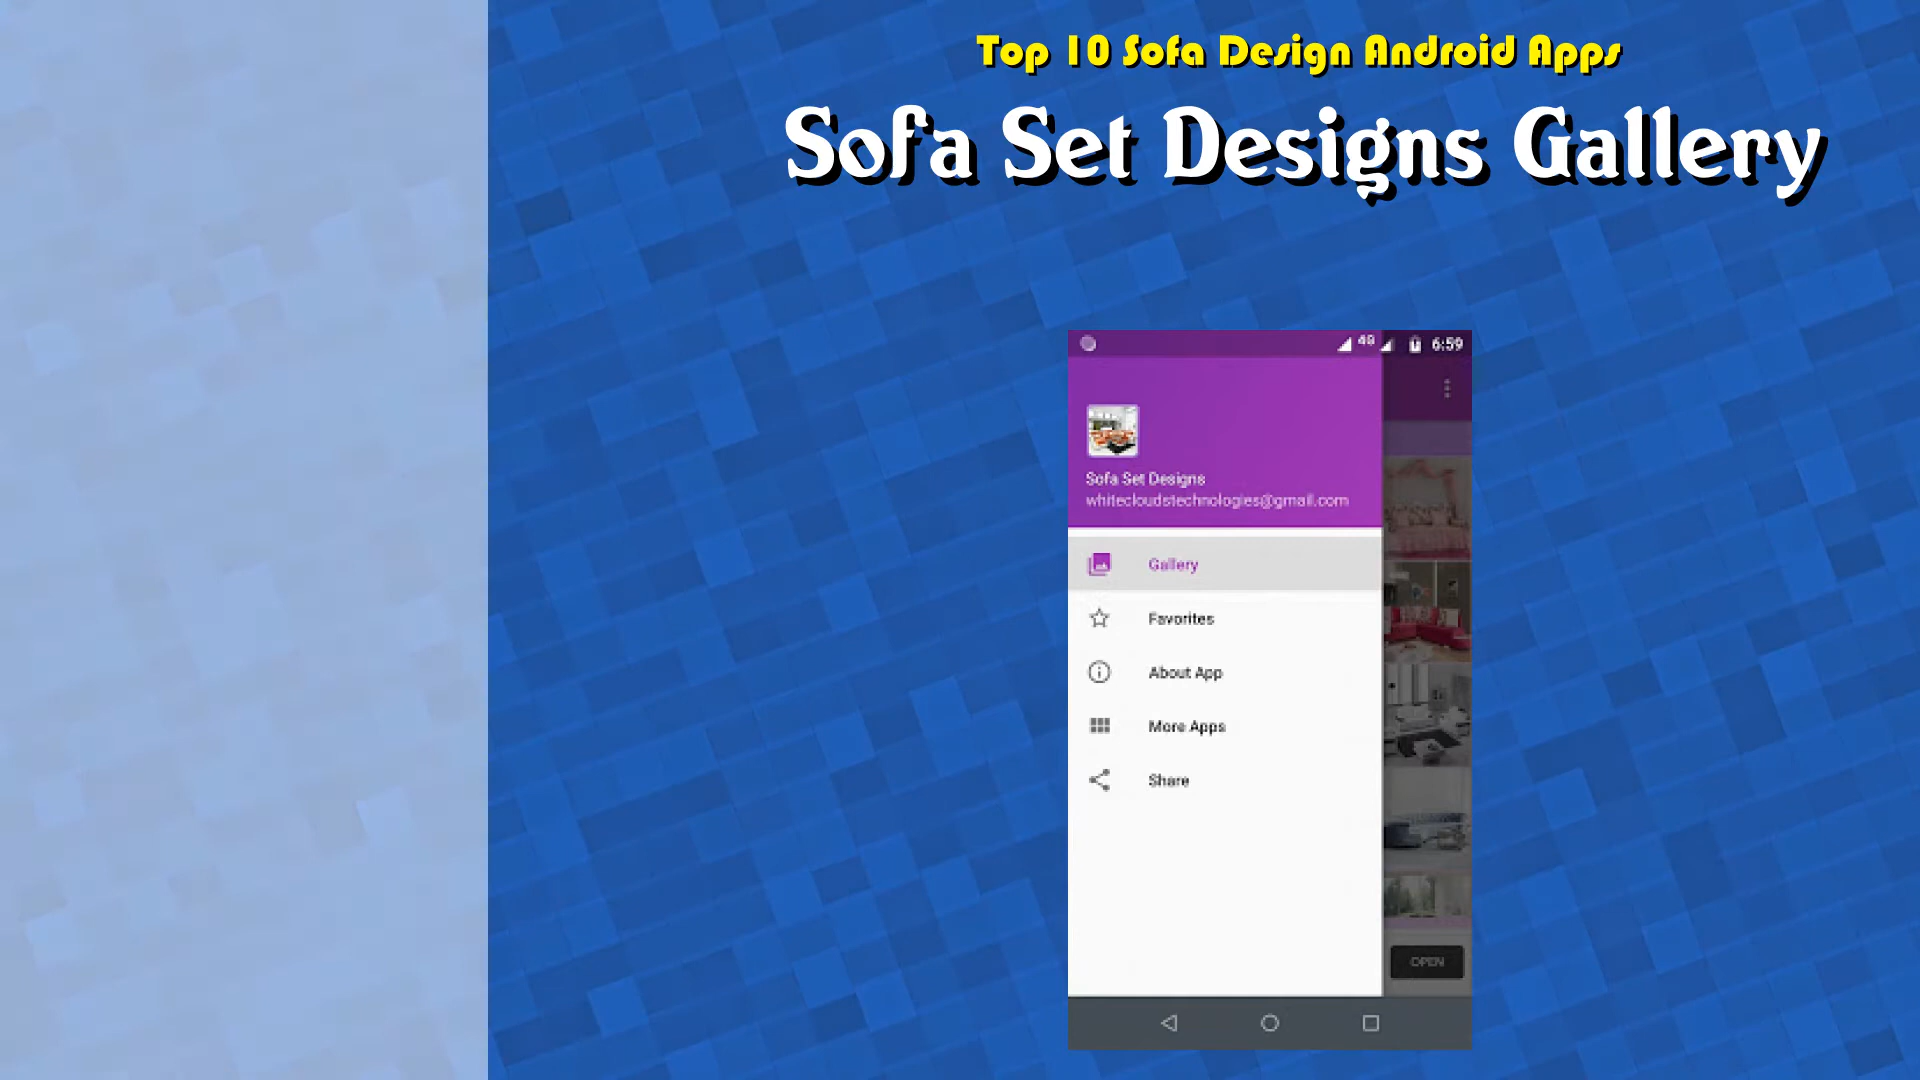 Top 10 Sofa Design Android Apps
Sofa Set Designs Gallery
4G 6:59
Sofa Set Designs
whitecloudstechnologies@gmail.com
Gallery
Favorites
About App
More Apps
Share
OPEN